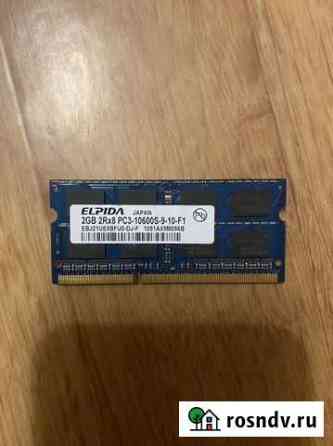 ELPIDA JAPAN
2GB 2Rx8 PC3-10600S-9-10-F1
rosndv.ru